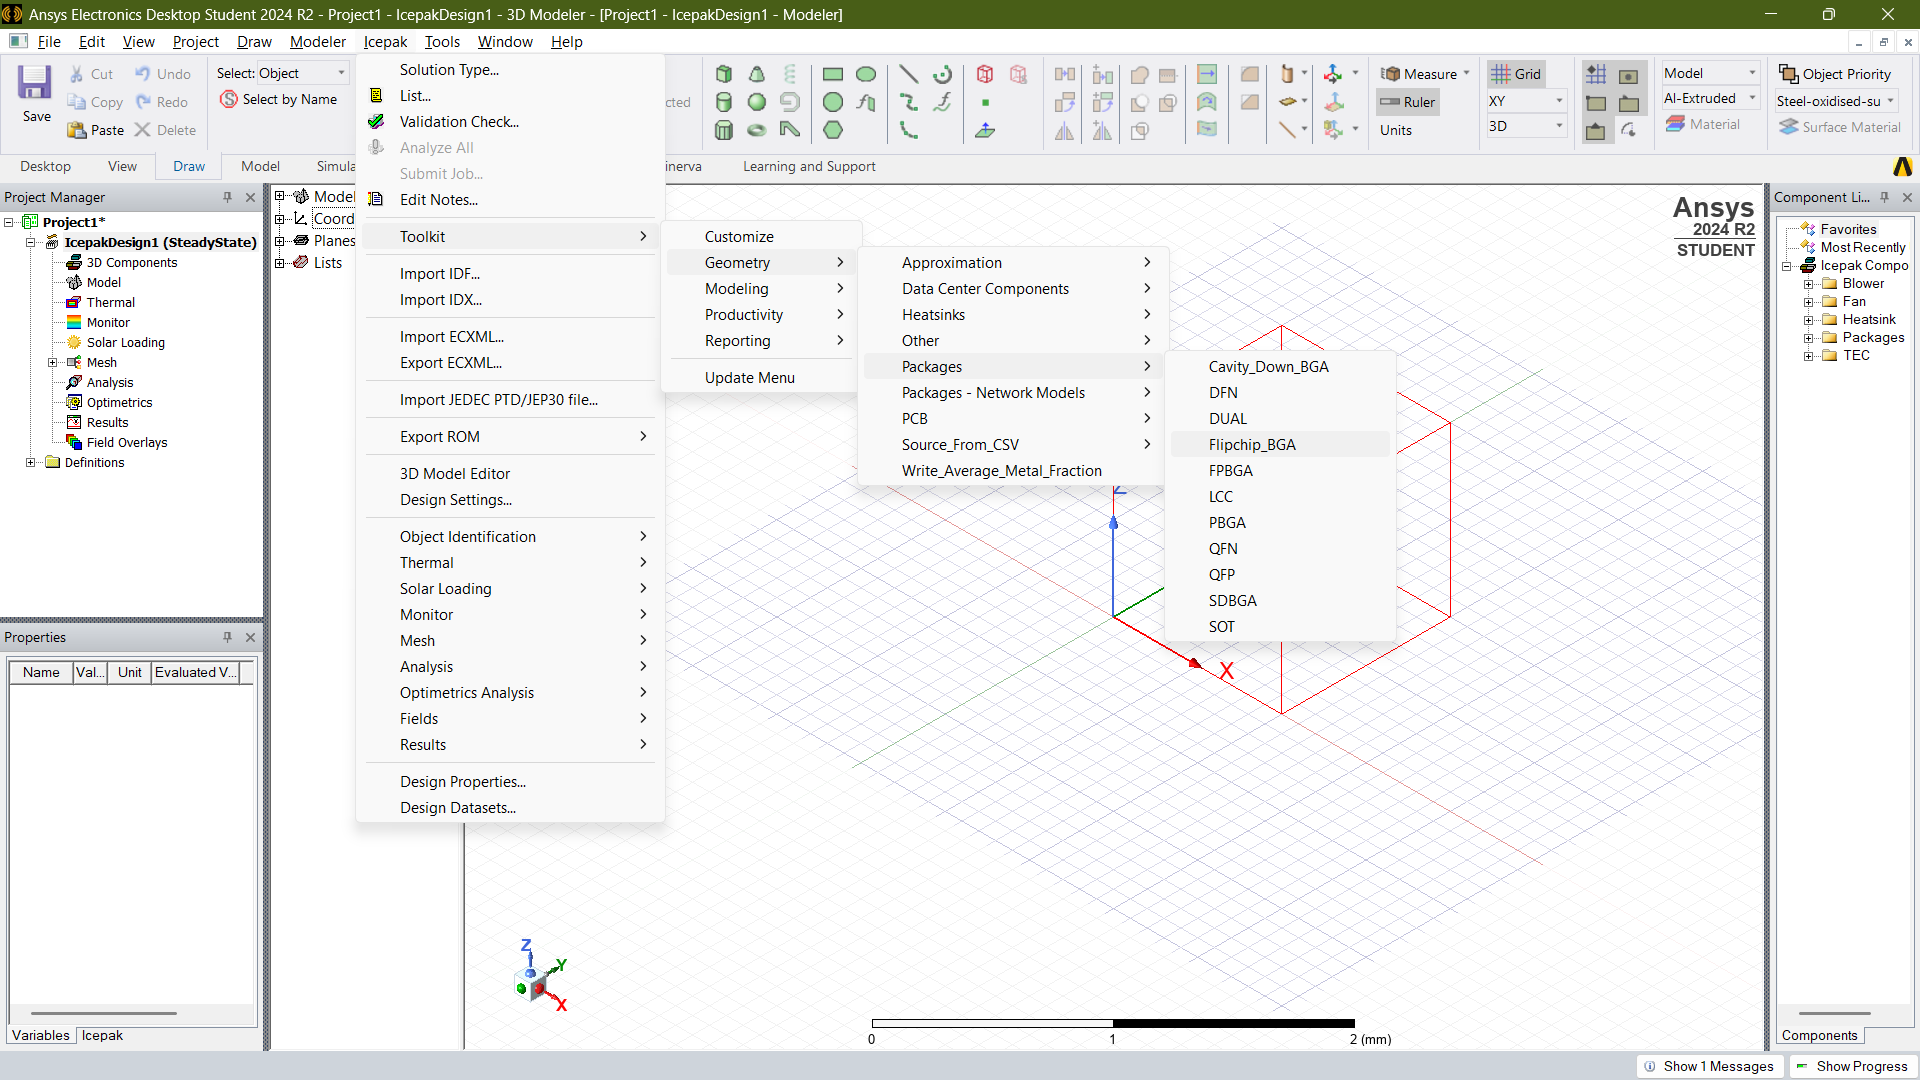 Ansys Electronics Desktop Student 2024 R2 - Project1 - IcepakDesign1 - 3D Modeler - [Project1 - IcepakDesign1 - Modeler]
File Edit View Project Draw Modeler Icepak Tools Window Help
Save
Cut
Copy
Paste
Undo
Redo
Delete
Select: Object
Select by Name
cted
Measure
Ruler
Units
Grid
XY
3D
Model
Al-Extruded
Material
Object Priority
Steel-oxidised-su
Surface Material
Desktop View Draw Model Simula
inerva Learning and Support
Project Manager
Project1*
IcepakDesign1 (SteadyState)
3D Components
Model
Thermal
Monitor
Solar Loading
Mesh
Analysis
Optimetrics
Results
Field Overlays
Definitions
Properties
Name Val... Unit Evaluated V...
Variables Icepak
Model
Coord
Planes
Lists
Solution Type...
List...
Validation Check...
Analyze All
Submit Job...
Edit Notes...
Toolkit
Import IDF...
Import IDX...
Import ECXML...
Export ECXML...
Import JEDEC PTD/JEP30 file...
Export ROM
3D Model Editor
Design Settings...
Object Identification
Thermal
Solar Loading
Monitor
Mesh
Analysis
Optimetrics Analysis
Fields
Results
Design Properties...
Design Datasets...
Customize
Geometry
Modeling
Productivity
Reporting
Update Menu
Approximation
Data Center Components
Heatsinks
Other
Packages
Packages - Network Models
PCB
Source_From_CSV
Write_Average_Metal_Fraction
Cavity_Down_BGA
DFN
DUAL
Flipchip_BGA
FPBGA
LCC
PBGA
QFN
QFP
SDBGA
SOT
Ansys
2024 R2
STUDENT
Z
X
Z
Y
X
0 1 2 (mm)
Component Li...
Favorites
Most Recently
Icepak Compo
Blower
Fan
Heatsink
Packages
TEC
Components
Show 1 Messages
Show Progress